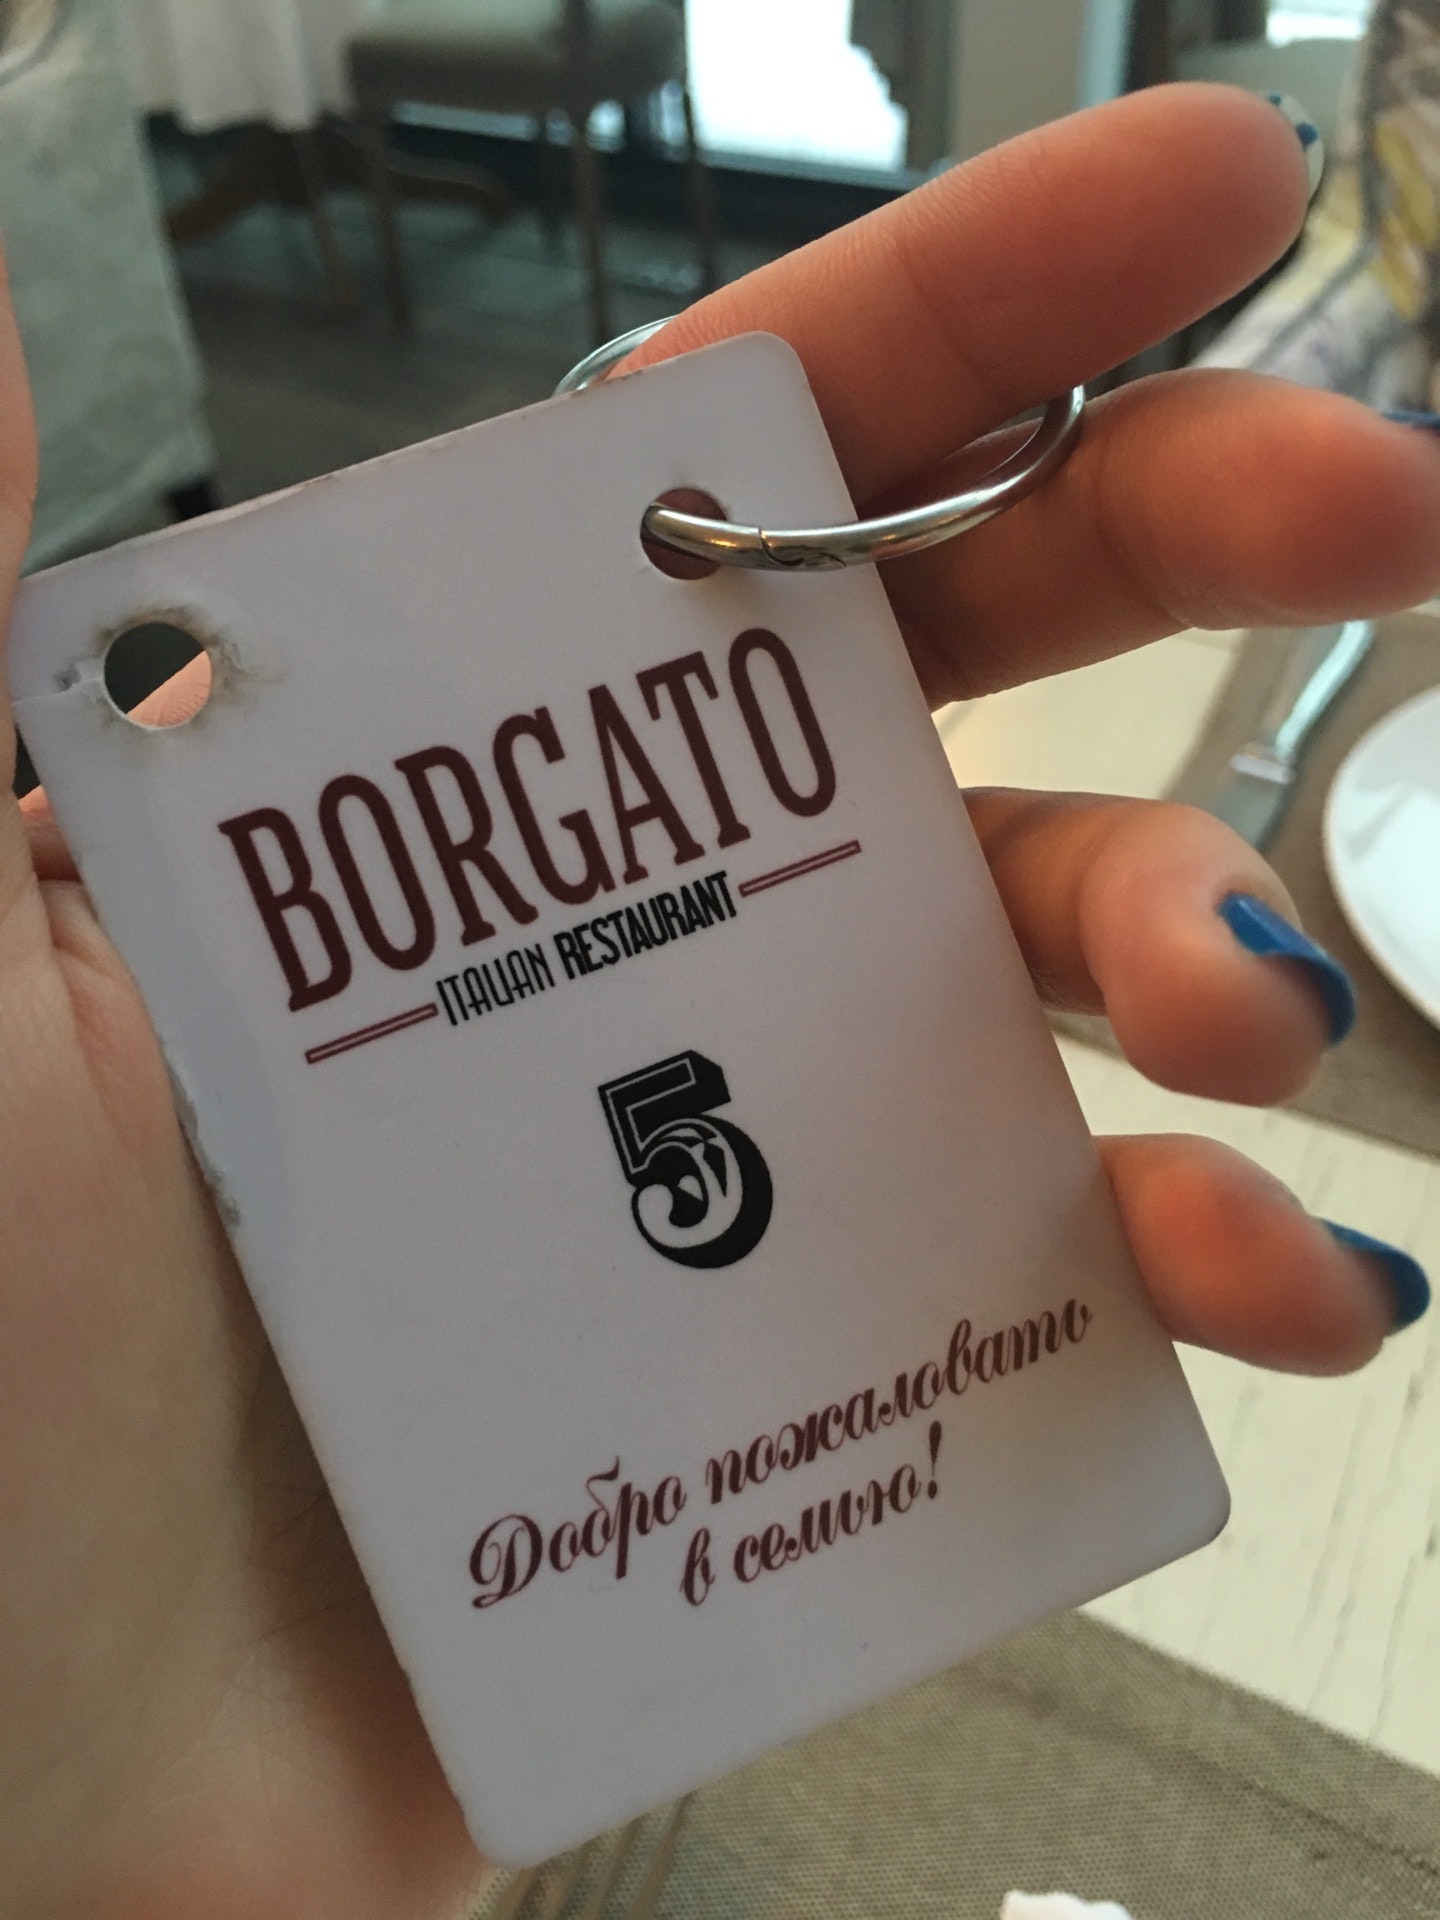 BORGATO
ITALIAN RESTAURANT
5
Добро пожаловать
в семью!